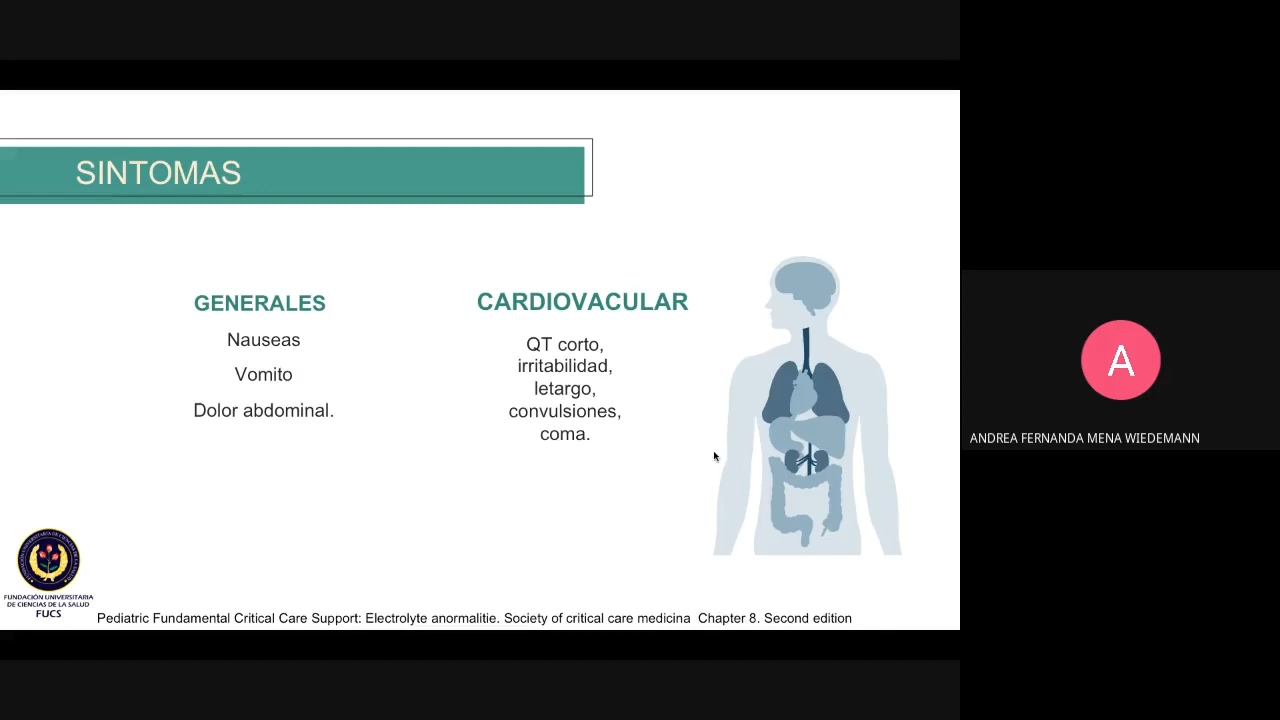 SINTOMAS
GENERALES
Nauseas
Vomito
Dolor abdominal.
CARDIOVACULAR
QT corto,
irritabilidad,
letargo,
convulsiones,
coma.
A
ANDREA FERNANDA MENA WIEDEMANN
FUNDACIÓN UNIVERSITARIA
DE CIENCIAS DE LA SALUD
FUCS
Pediatric Fundamental Critical Care Support: Electrolyte anormalitie. Society of critical care medicina Chapter 8. Second edition